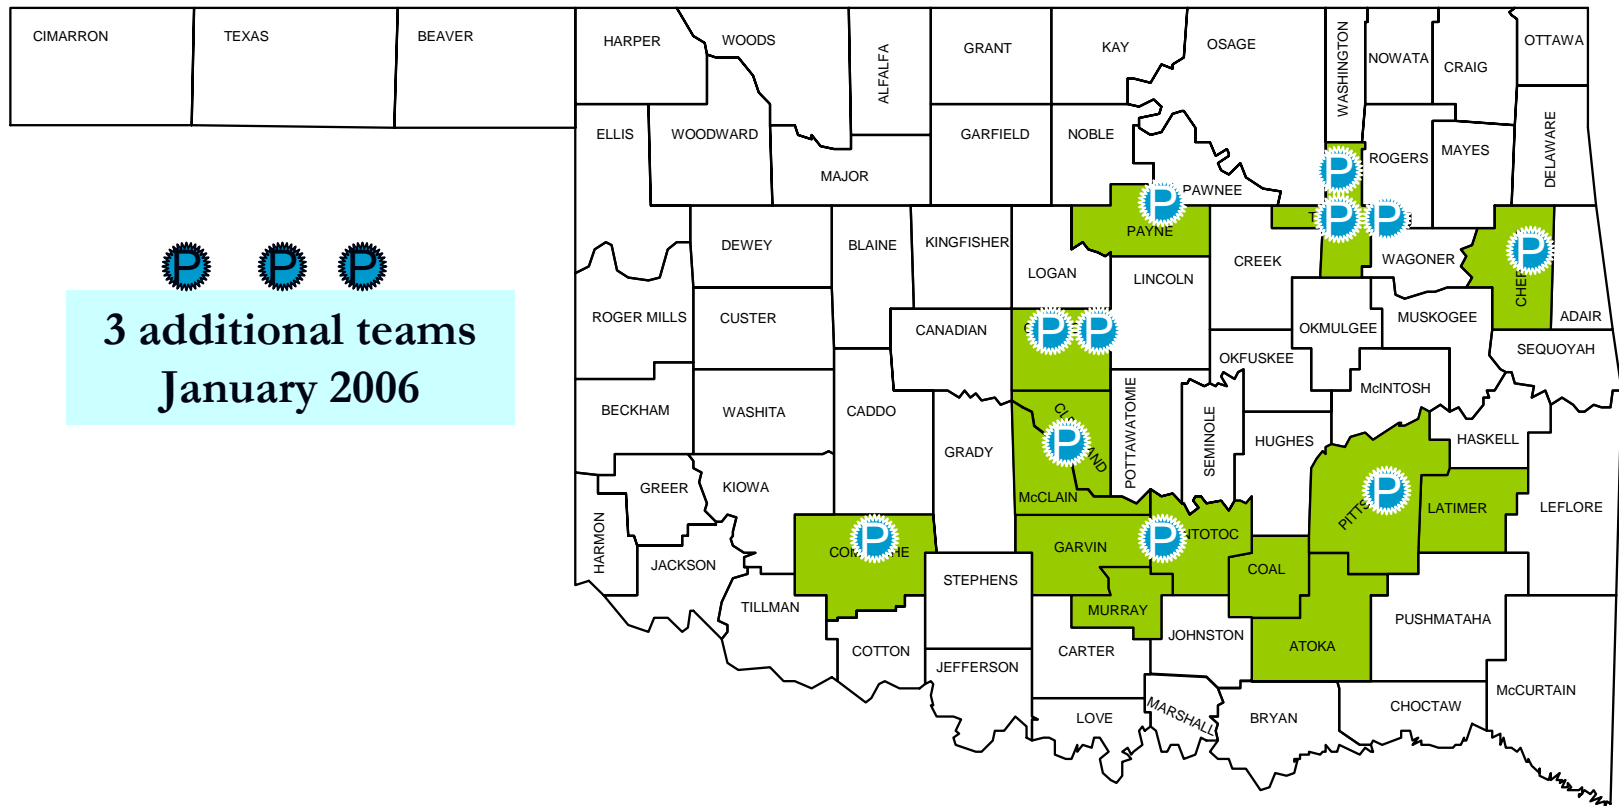 CIMARRON
TEXAS
BEAVER
HARPER
WOODS
ALFALFA
GRANT
KAY
OSAGE
WASHINGTON
NOWATA
CRAIG
OTTAWA
ELLIS
WOODWARD
MAJOR
GARFIELD
NOBLE
PAWNEE
ROGERS
MAYES
DELAWARE
P
P
P
P
P
PAYNE
DEWEY
BLAINE
KINGFISHER
LOGAN
LINCOLN
CREEK
WAGONER
P
P
P
3 additional teams
January 2006
ROGER MILLS
CUSTER
CANADIAN
P
P
OKMULGEE
MUSKOGEE
ADAIR
SEQUOYAH
OKFUSKEE
McINTOSH
BECKHAM
WASHITA
CADDO
GRADY
P
McCLAIN
POTTAWATOMIE
SEMINOLE
HUGHES
HASKELL
P
LATIMER
LEFLORE
GREER
KIOWA
HARMON
JACKSON
P
GARVIN
P
COAL
STEPHENS
TILLMAN
MURRAY
JOHNSTON
ATOKA
PUSHMATAHA
COTTON
CARTER
JEFFERSON
LOVE
MARSHALL
BRYAN
CHOCTAW
McCURTAIN